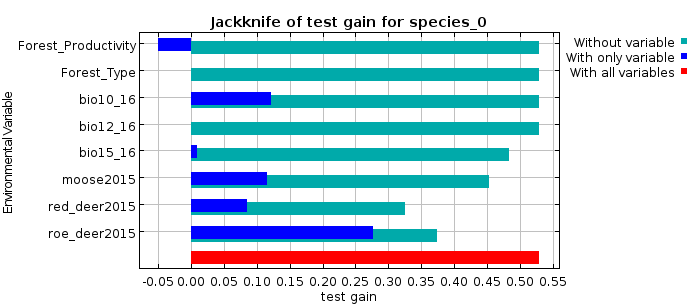 Jackknife of test gain for species_0
Environmental Variable
Forest_Productivity
Forest_Type
bio10_16
bio12_16
bio15_16
moose2015
red_deer2015
roe_deer2015
-0.05 0.00 0.05 0.10 0.15 0.20 0.25 0.30 0.35 0.40 0.45 0.50 0.55
test gain
Without variable
With only variable
With all variables